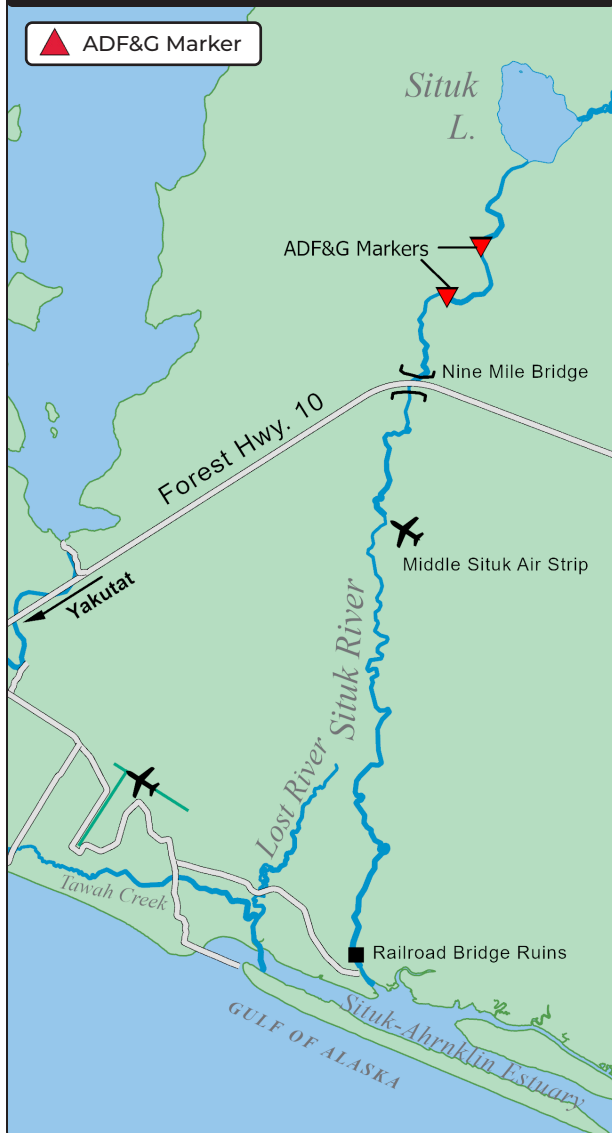 ADF&G Marker
Situk
L.
ADF&G Markers
Nine Mile Bridge
Forest Hwy. 10
Middle Situk Air Strip
Yakutat
Situk River
Lost River
Tawah Creek
Railroad Bridge Ruins
Situk-Ahrnklin Estuary
GULF OF ALASKA